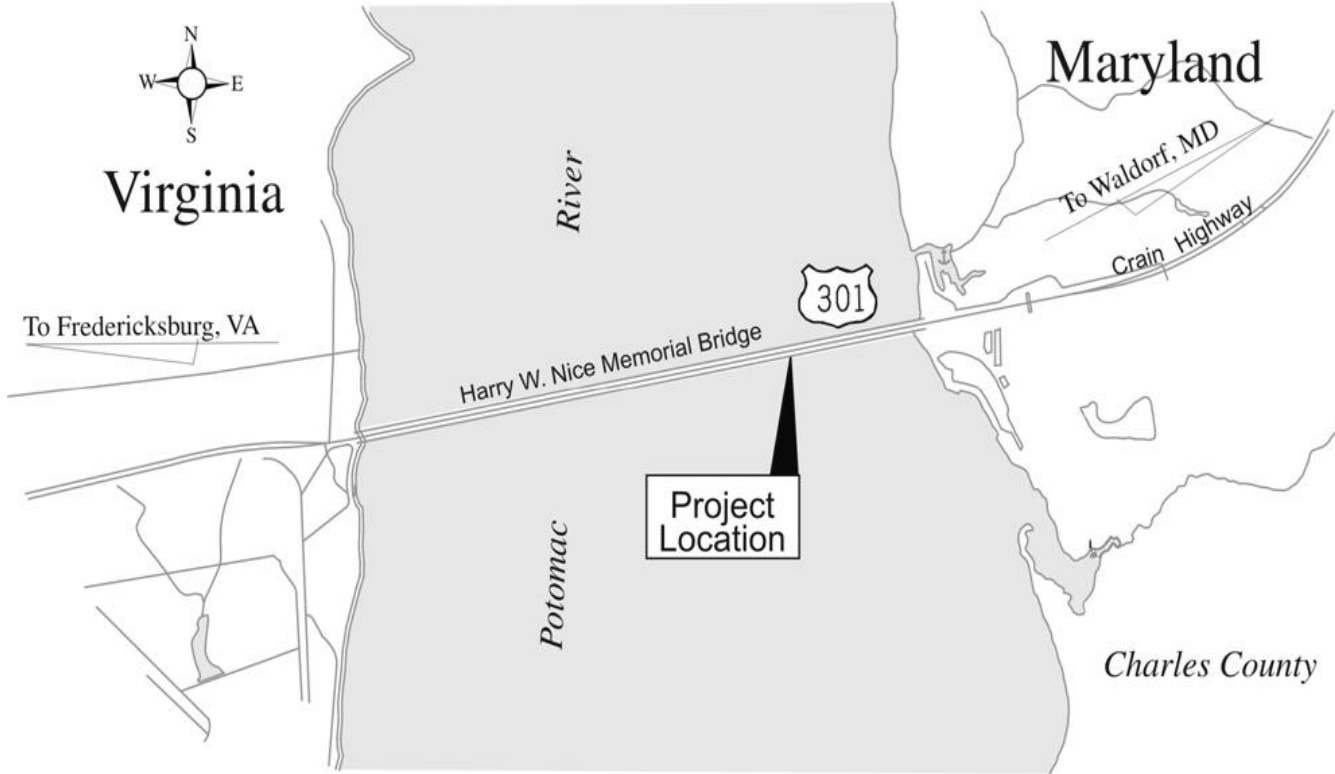 N
W E
S
Virginia
Maryland
River
To Waldorf, MD
Crain Highway
301
To Fredericksburg, VA
Harry W. Nice Memorial Bridge
Project
Location
Potomac
Charles County